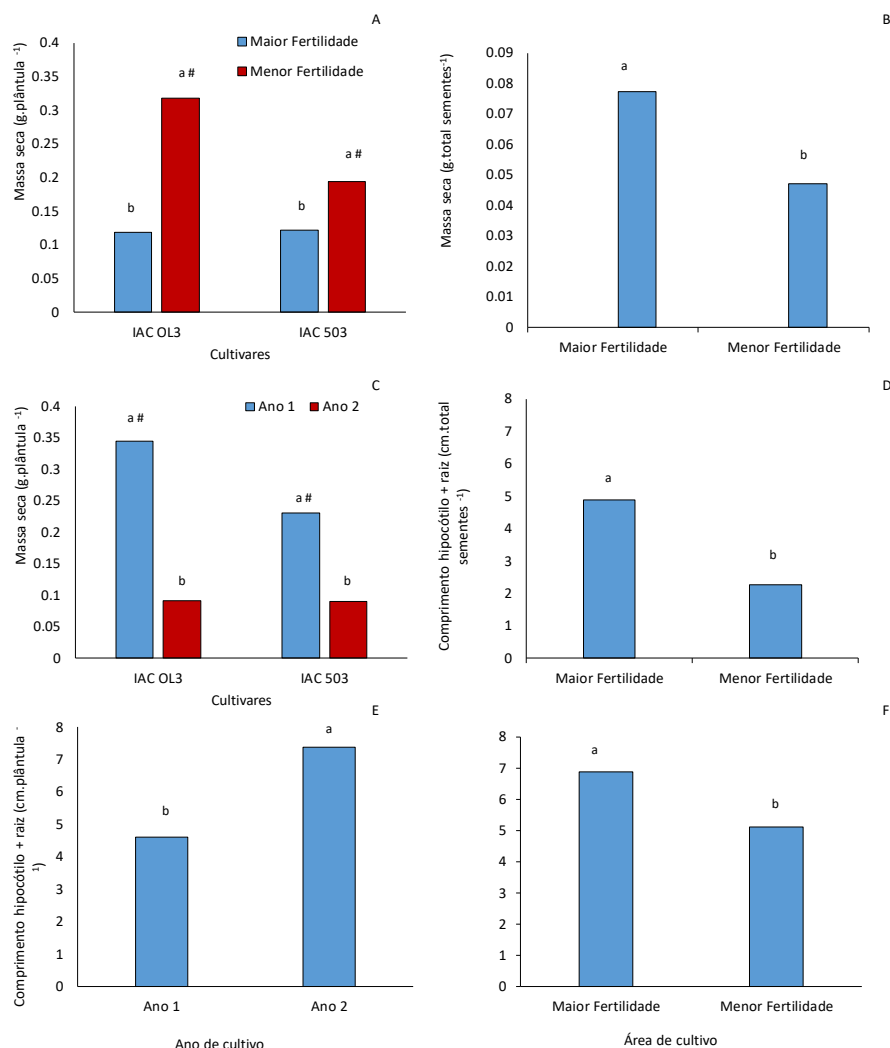 A
Massa seca (g.plântula ⁻¹)
0.4
0.35
0.3
0.25
0.2
0.15
0.1
0.05
0
Maior Fertilidade
Menor Fertilidade
b
a #
b
a #
IAC OL3
IAC 503
Cultivares
B
Massa seca (g.total sementes⁻¹)
0.09
0.08
0.07
0.06
0.05
0.04
0.03
0.02
0.01
0
a
b
Maior Fertilidade
Menor Fertilidade
C
Massa seca (g.plântula ⁻¹)
0.4
0.35
0.3
0.25
0.2
0.15
0.1
0.05
0
Ano 1
Ano 2
a #
b
a #
b
IAC OL3
IAC 503
Cultivares
D
Comprimento hipocótilo + raiz (cm.total
sementes ⁻¹)
8
7
6
5
4
3
2
1
0
a
b
Maior Fertilidade
Menor Fertilidade
E
Comprimento hipocótilo + raiz (cm.plântula ⁻
¹)
8
7
6
5
4
3
2
1
0
b
a
Ano 1
Ano 2
Ano de cultivo
F
8
7
6
5
4
3
2
1
0
a
b
Maior Fertilidade
Menor Fertilidade
Área de cultivo